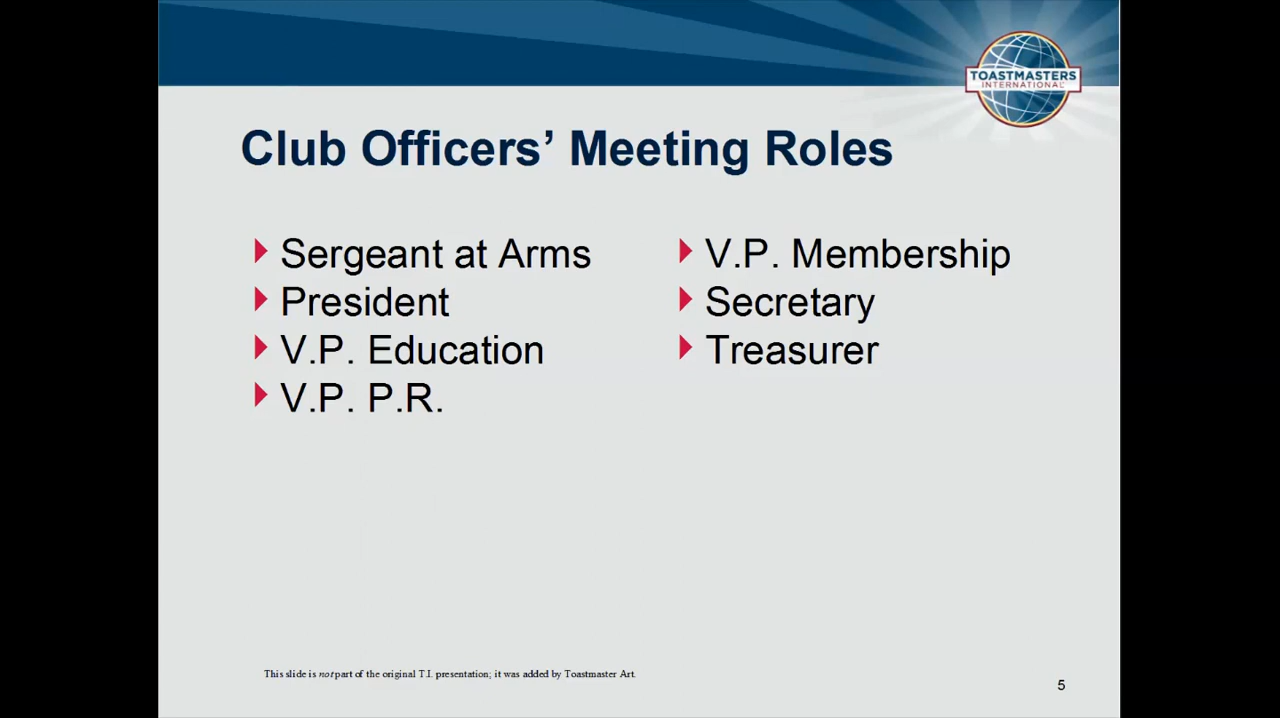 TOASTMASTERS
INTERNATIONAL
Club Officers’ Meeting Roles
Sergeant at Arms
President
V.P. Education
V.P. P.R.
V.P. Membership
Secretary
Treasurer
This slide is not part of the original T.I. presentation; it was added by Toastmaster Art.
5